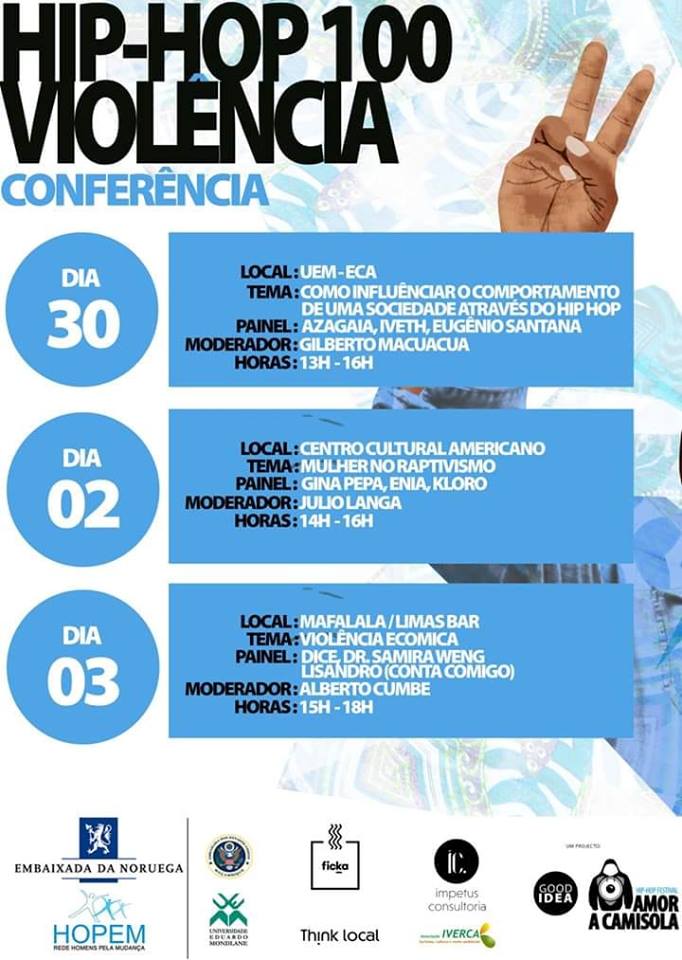 HIP-HOP 100
VIOLÊNCIA
CONFERÊNCIA
DIA
30
LOCAL: UEM - ECA
TEMA: COMO INFLUÊNCIAR O COMPORTAMENTO
DE UMA SOCIEDADE ATRAVÉS DO HIP HOP
PAINEL: AZAGAIA, IVETH, EUGÊNIO SANTANA
MODERADOR: GILBERTO MACUACUA
HORAS: 13H - 16H
DIA
02
LOCAL: CENTRO CULTURAL AMERICANO
TEMA: MULHER NO RAPTIVISMO
PAINEL: GINA PEPA, ENIA, KLORO
MODERADOR: JULIO LANGA
HORAS: 14H - 16H
DIA
03
LOCAL: MAFALALA / LIMAS BAR
TEMA: VIOLÊNCIA ECOMICA
PAINEL: DICE, DR. SAMIRA WENG
LISANDRO (CONTA COMIGO)
MODERADOR: ALBERTO CUMBE
HORAS: 15H - 18H
EMBAIXADA DA NORUEGA
HOPEM
REDE HOMENS PELA MUDANÇA
UNIVERSIDADE
EDUARDO
MONDLANE
ficka
Think local
ic.
impetus
consultoria
IVERCA
UM PROJECTO:
GOOD
IDEA
HIP-HOP FESTIVAL
AMOR
A CAMISOLA